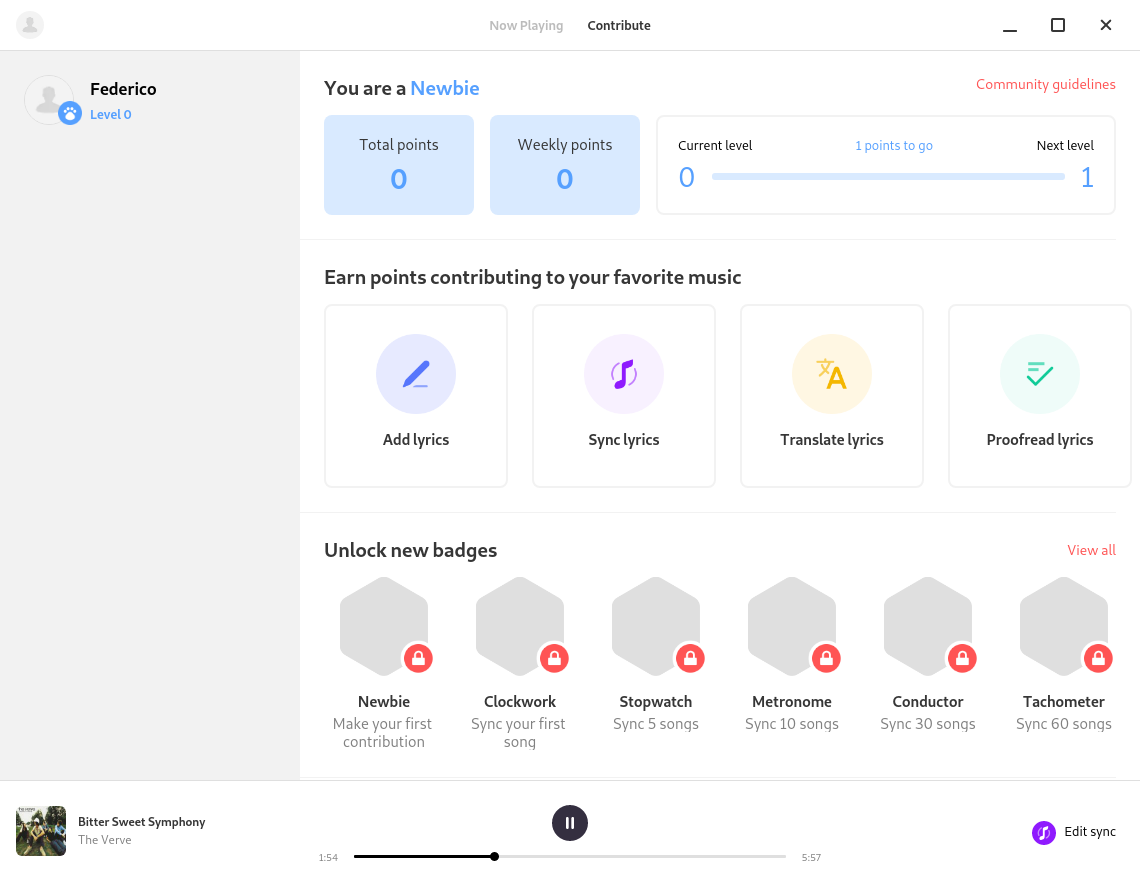 Now Playing
Contribute
Federico
Level 0
You are a Newbie
Community guidelines
Total points
0
Weekly points
0
Current level
1 points to go
Next level
0
1
Earn points contributing to your favorite music
Add lyrics
Sync lyrics
Translate lyrics
Proofread lyrics
Unlock new badges
View all
Newbie
Make your first
contribution
Clockwork
Sync your first
song
Stopwatch
Sync 5 songs
Metronome
Sync 10 songs
Conductor
Sync 30 songs
Tachometer
Sync 60 songs
Bitter Sweet Symphony
The Verve
1:54
5:57
Edit sync